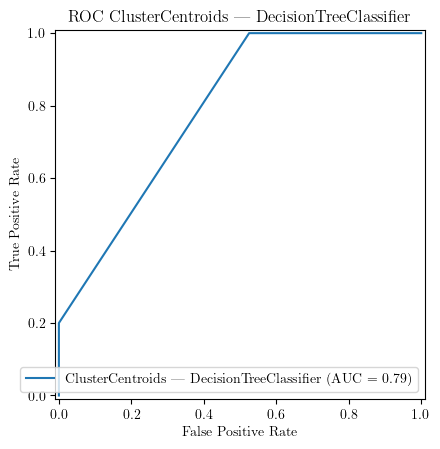 ROC ClusterCentroids — DecisionTreeClassifier
1.0
0.8
0.6
0.4
0.2
0.0
True Positive Rate
ClusterCentroids — DecisionTreeClassifier (AUC = 0.79)
0.0 0.2 0.4 0.6 0.8 1.0
False Positive Rate